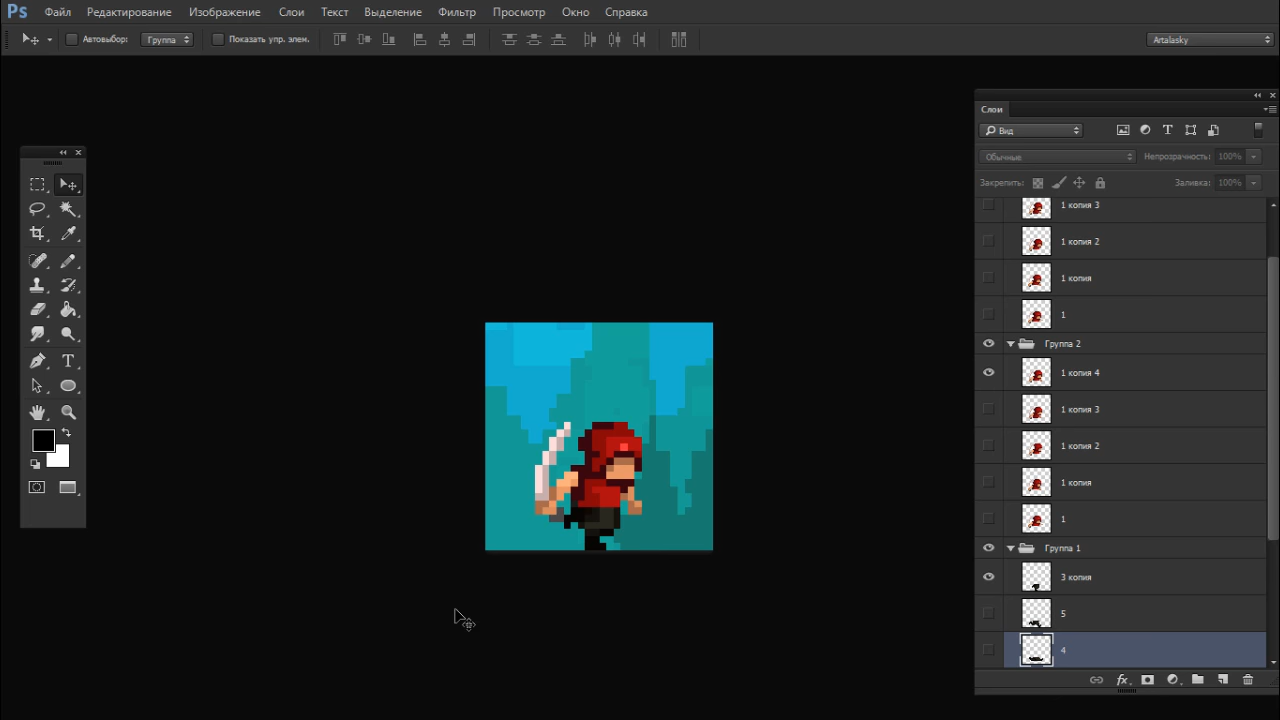 Ps Файл Редактирование Изображение Слои Текст Выделение Фильтр Просмотр Окно Справка
Автовыбор: Группа Показать упр. элем. Artalasky
Слои
Вид
Обычные Непрозрачность: 100%
Закрепить: Заливка: 100%
1 копия 3
1 копия 2
1 копия
1
Группа 2
1 копия 4
1 копия 3
1 копия 2
1 копия
1
Группа 1
3 копия
5
4
fx